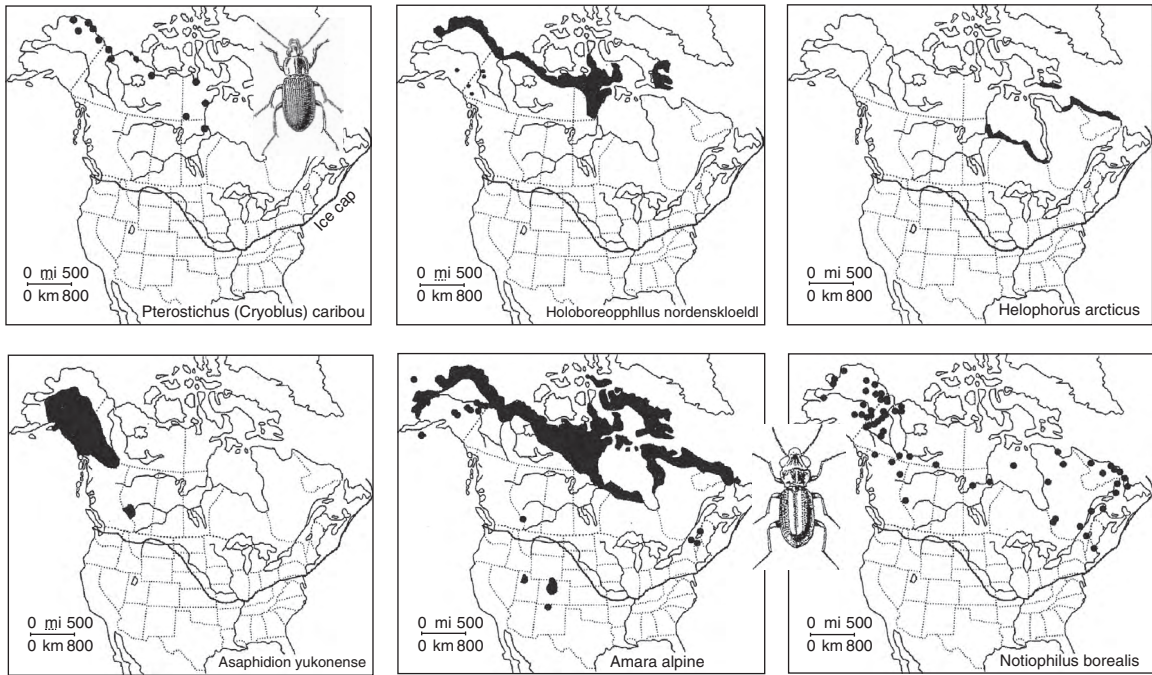 Ice cap
0 mi 500
0 km 800
Pterostichus (Cryoblus) caribou
0 mi 500
0 km 800
Holoboreopphllus nordenskloeldl
0 mi 500
0 km 800
Helophorus arcticus
0 mi 500
0 km 800
Asaphidion yukonense
0 mi 500
0 km 800
Amara alpine
0 mi 500
0 km 800
Notiophilus borealis